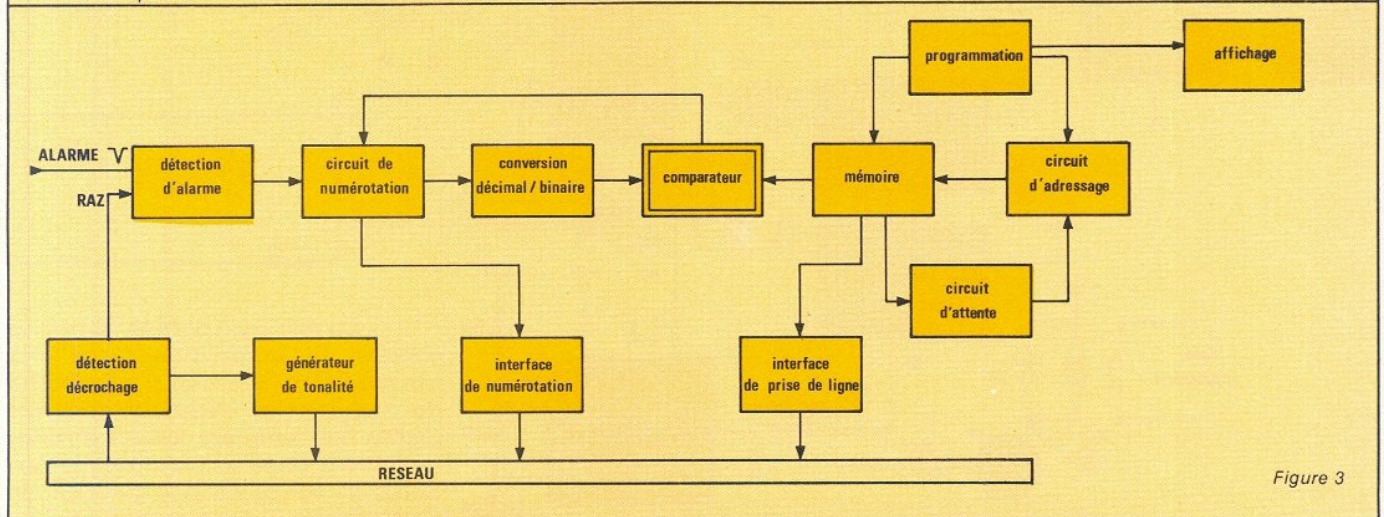 programmation
affichage
ALARME
détection
d'alarme
RAZ
circuit de
numérotation
conversion
décimal / binaire
comparateur
mémoire
circuit
d'adressage
circuit
d'attente
détection
décrochage
générateur
de tonalité
interface
de numérotation
interface
de prise de ligne
RESEAU
Figure 3